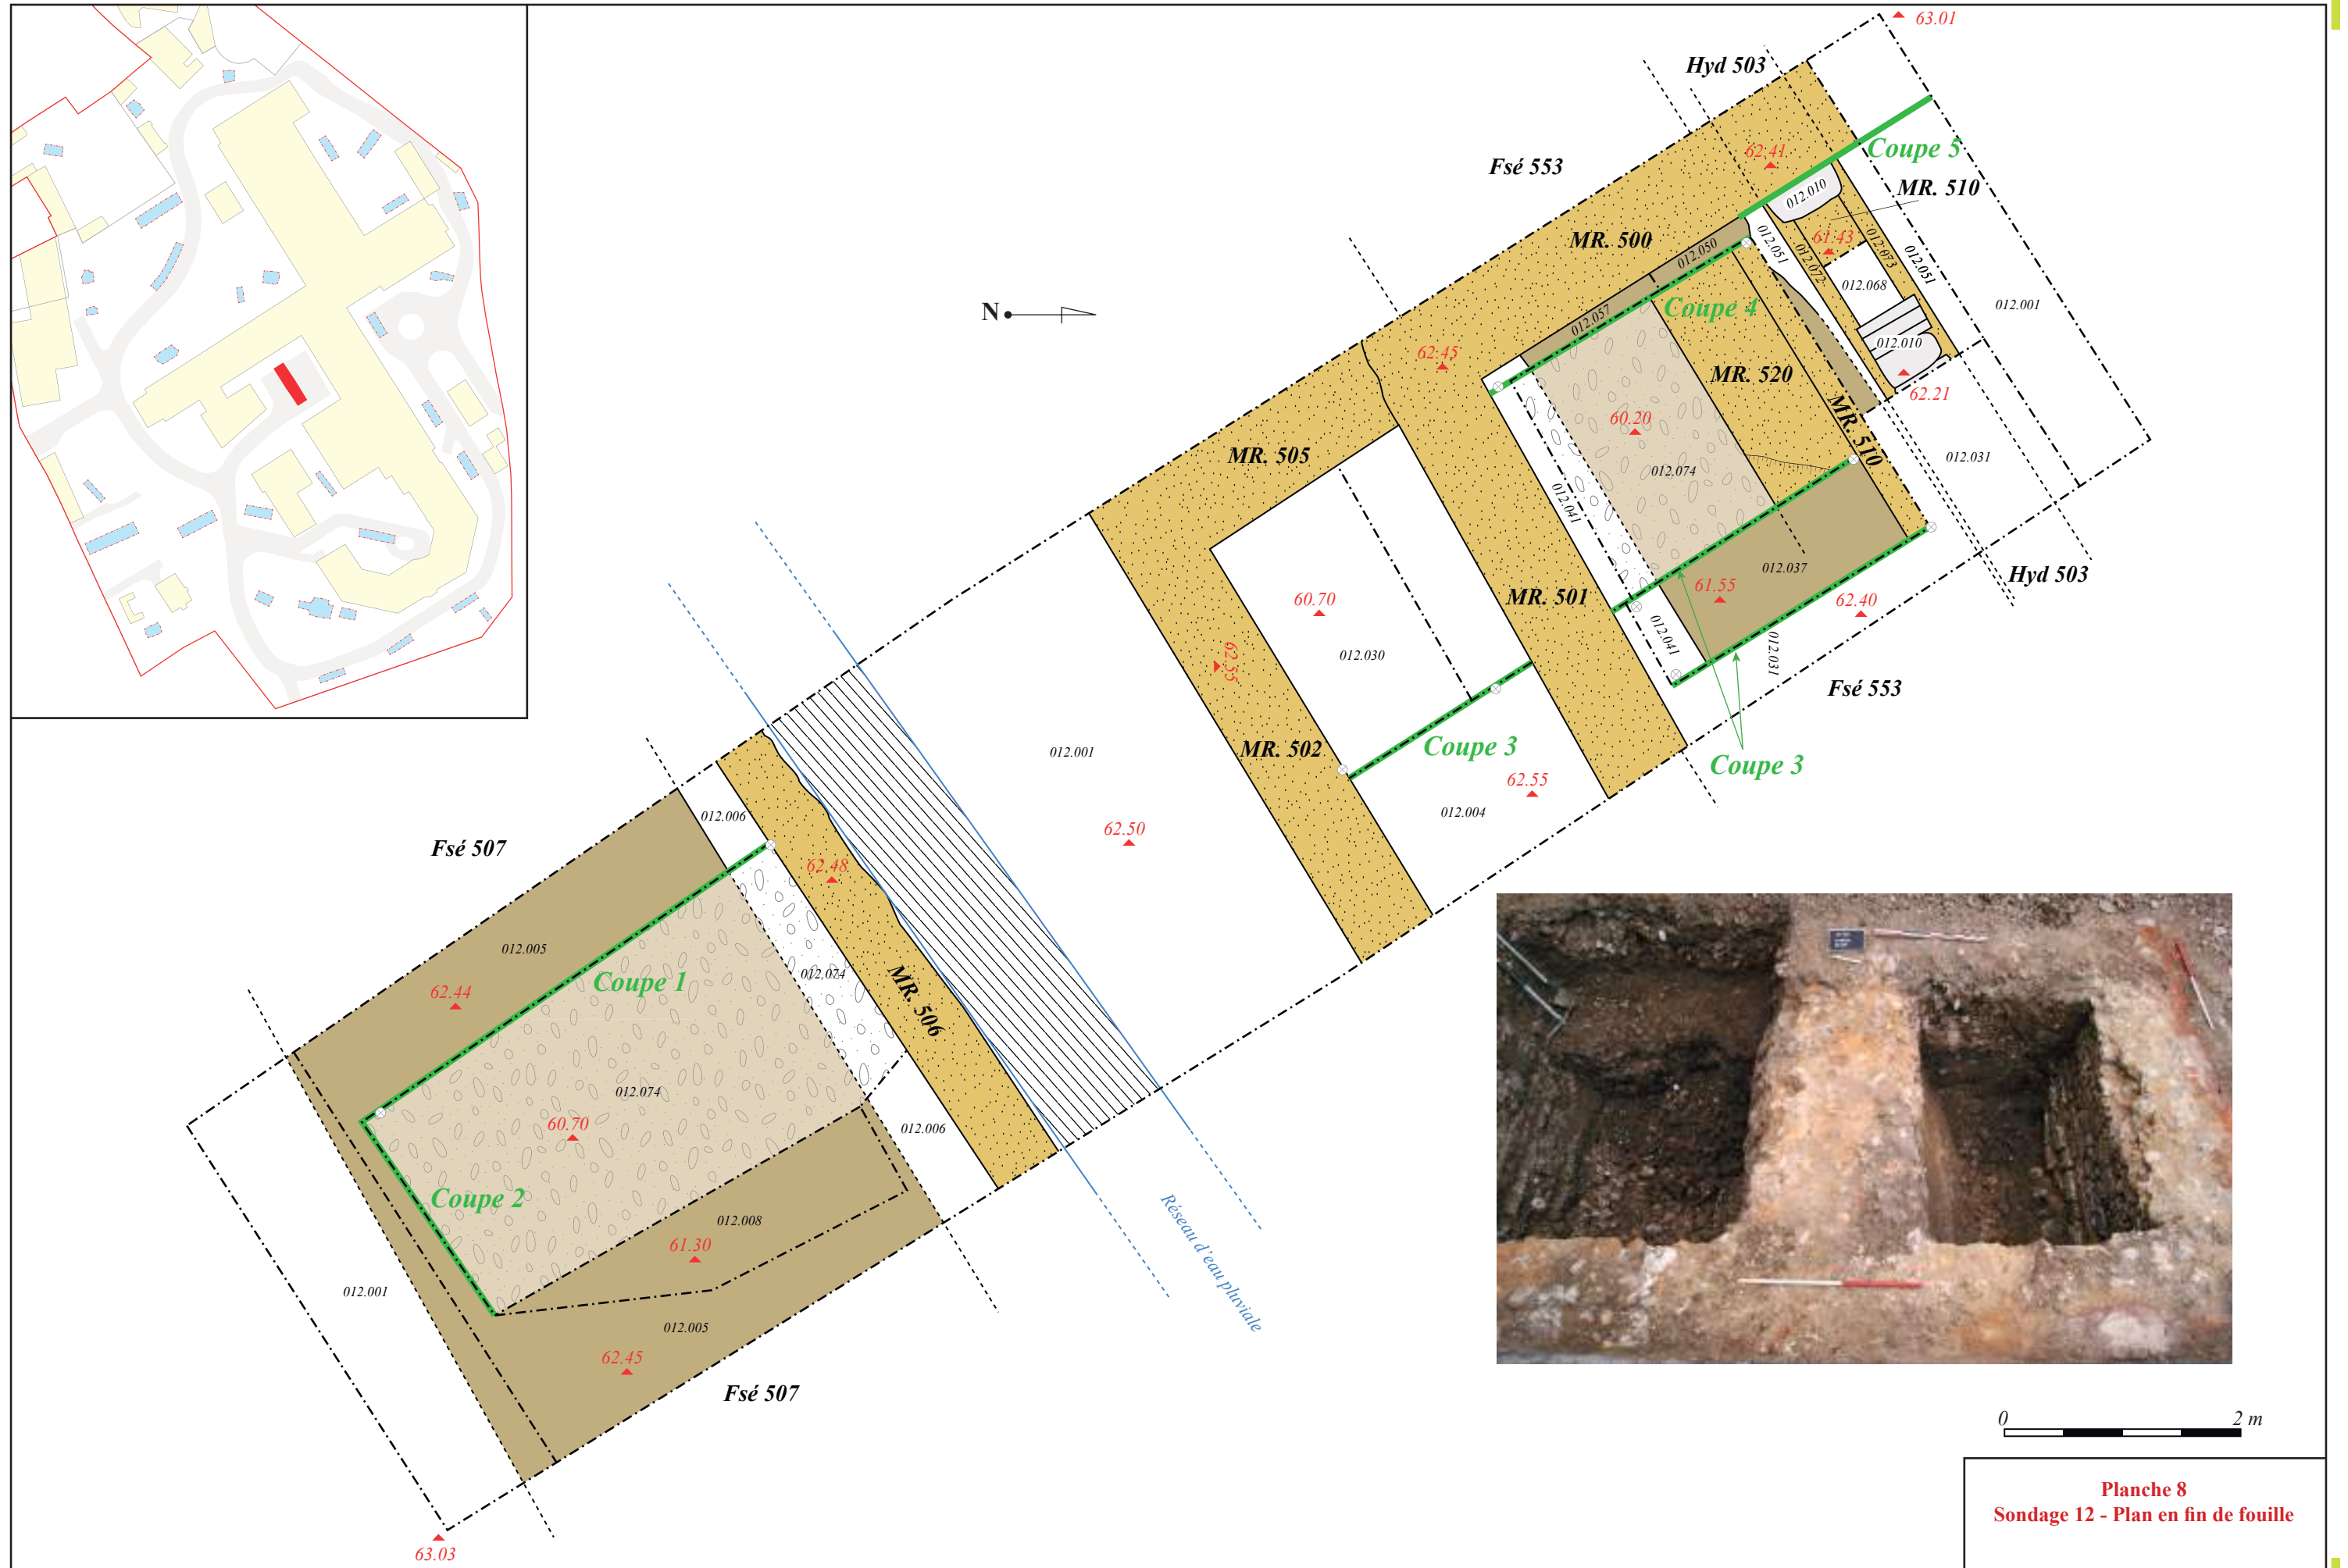 63.01
Hyd 503
62.41
Coupe 5
Fsé 553
012.010
MR. 510
MR. 500
012.050
012.051
61.43
012.073
012.051
012.072
012.068
012.001
N
Coupe 4
012.057
012.010
62.45
62.21
MR. 520
60.20
MR. 510
MR. 505
012.074
012.031
012.041
012.037
61.55
Hyd 503
60.70
MR. 501
62.40
012.041
012.031
012.030
62.55
Fsé 553
MR. 502
Coupe 3
Coupe 3
012.001
62.55
012.004
62.50
012.006
Fsé 507
62.48
012.005
012.074
Coupe 1
62.44
MR. 506
012.074
60.70
012.006
Coupe 2
012.008
61.30
Réseau d'eau pluviale
012.001
012.005
62.45
Fsé 507
63.03
0 2 m
Planche 8
Sondage 12 - Plan en fin de fouille